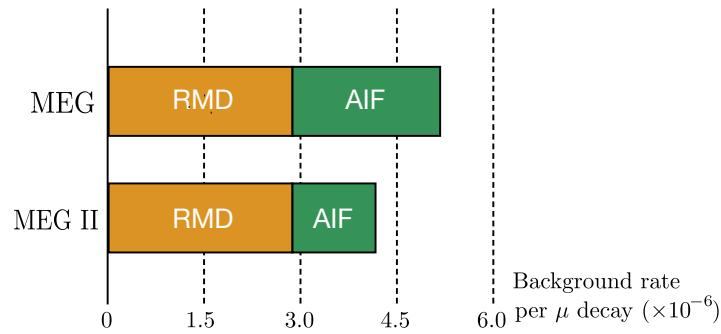 MEG RMD AIF
MEG II RMD AIF
0 1.5 3.0 4.5 6.0
Background rate
per μ decay (×10⁻⁶)